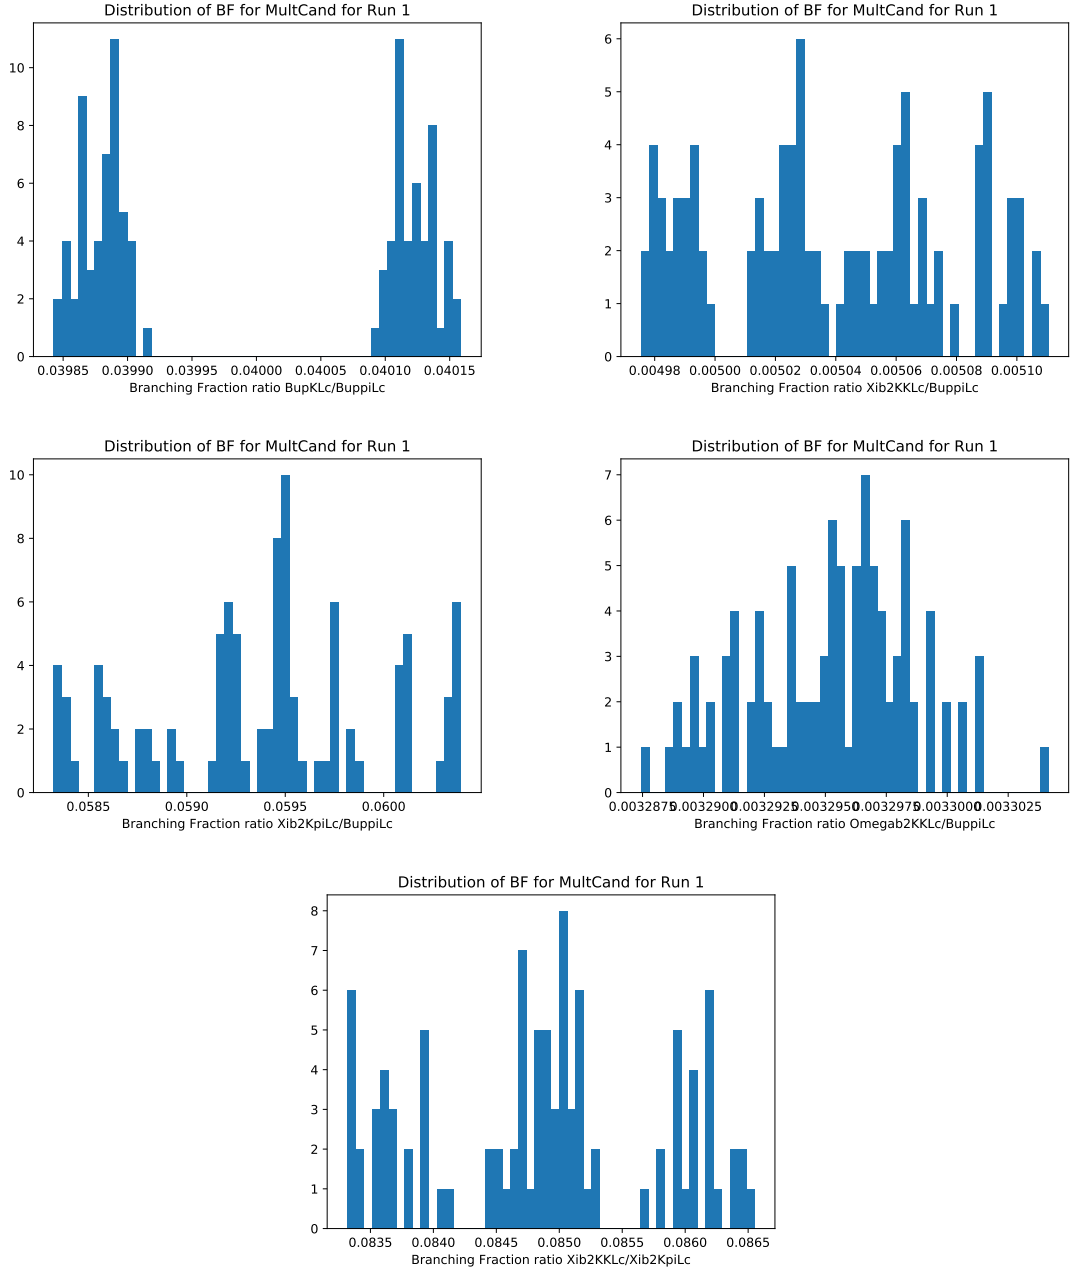 Distribution of BF for MultCand for Run 1
10
8
6
4
2
0
0.03985 0.03990 0.03995 0.04000 0.04005 0.04010 0.04015
Branching Fraction ratio BupKLc/BuppiLc
Distribution of BF for MultCand for Run 1
6
5
4
3
2
1
0
0.00498 0.00500 0.00502 0.00504 0.00506 0.00508 0.00510
Branching Fraction ratio Xib2KKLc/BuppiLc
Distribution of BF for MultCand for Run 1
10
8
6
4
2
0
0.0585 0.0590 0.0595 0.0600
Branching Fraction ratio Xib2KpiLc/BuppiLc
Distribution of BF for MultCand for Run 1
7
6
5
4
3
2
1
0
0.0032875 0.0032900 0.0032925 0.0032950 0.0032975 0.0033000 0.0033025
Branching Fraction ratio Omegab2KKLc/BuppiLc
Distribution of BF for MultCand for Run 1
8
7
6
5
4
3
2
1
0
0.0835 0.0840 0.0845 0.0850 0.0855 0.0860 0.0865
Branching Fraction ratio Xib2KKLc/Xib2KpiLc